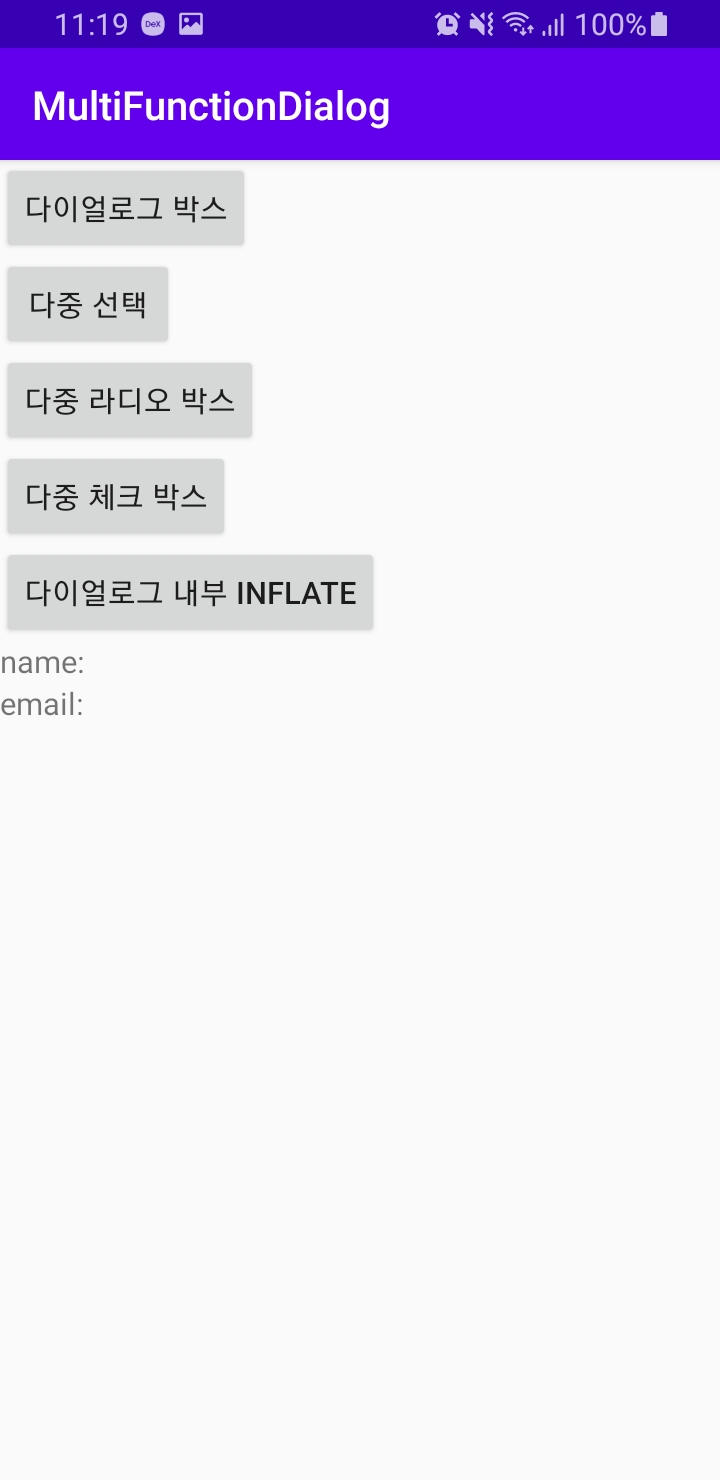 11:19 DeX 100%
MultiFunctionDialog
다이얼로그 박스
다중 선택
다중 라디오 박스
다중 체크 박스
다이얼로그 내부 INFLATE
name:
email: